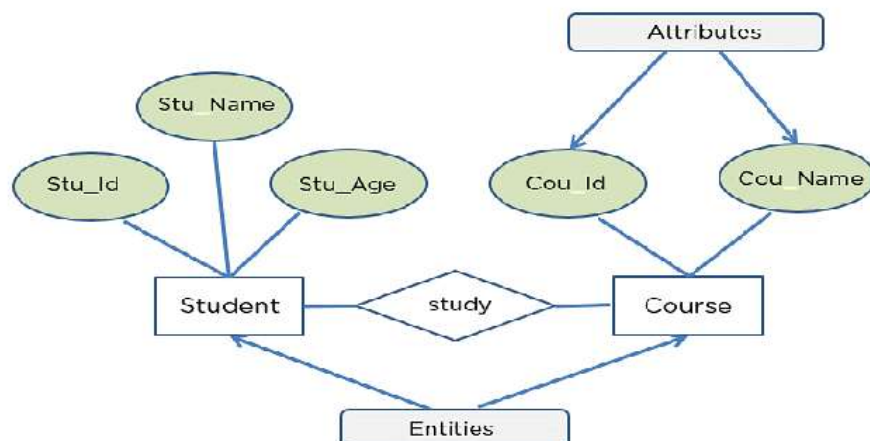 Attributes
Stu_Name
Stu_Id
Stu_Age
Cou_Id
Cou_Name
Student
study
Course
Entities